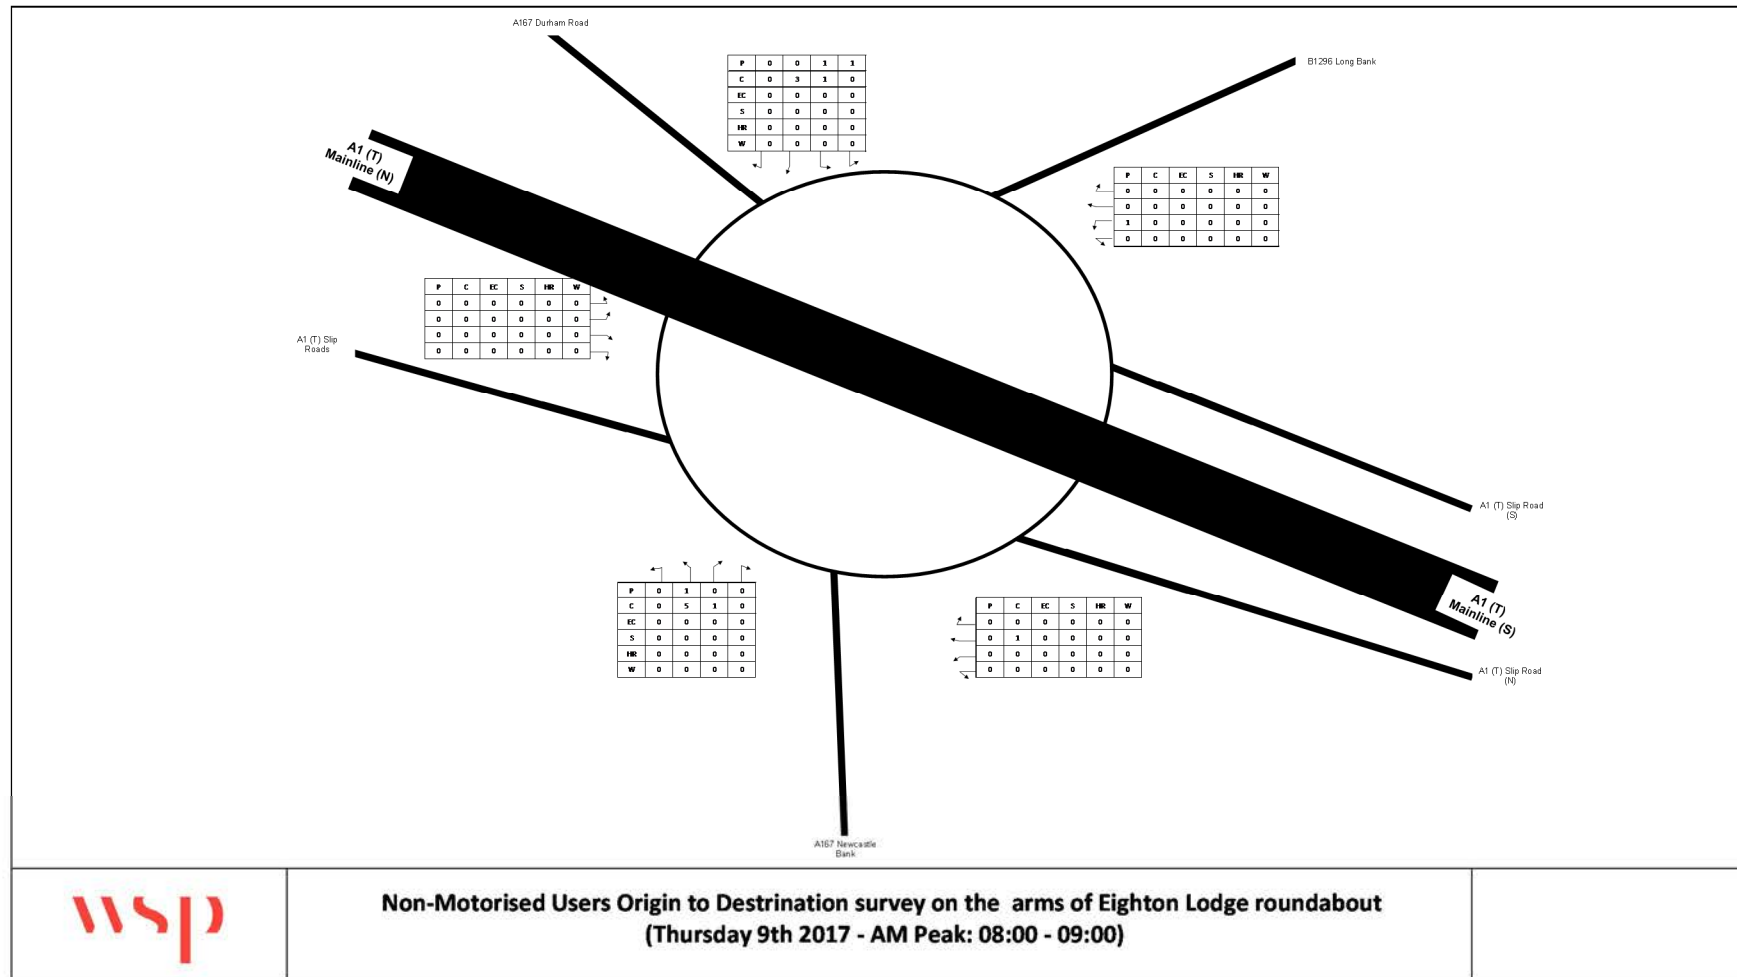 A167 Durham Road
B1296 Long Bank
P 0 0 1 1
C 0 3 1 0
EC 0 0 0 0
S 0 0 0 0
HR 0 0 0 0
W 0 0 0 0
A1 (T)
Mainline (N)
P C EC S HR W
0 0 0 0 0 0
0 0 0 0 0 0
1 0 0 0 0 0
0 0 0 0 0 0
P C EC S HR W
0 0 0 0 0 0
0 0 0 0 0 0
0 0 0 0 0 0
0 0 0 0 0 0
A1 (T) Slip
Roads
A1 (T) Slip Road
(S)
P 0 1 0 0
C 0 5 1 0
EC 0 0 0 0
S 0 0 0 0
HR 0 0 0 0
W 0 0 0 0
P C EC S HR W
0 0 0 0 0 0
0 1 0 0 0 0
0 0 0 0 0 0
0 0 0 0 0 0
A1 (T)
Mainline (S)
A1 (T) Slip Road
(N)
A167 Newcastle
Bank
wsp
Non-Motorised Users Origin to Destrination survey on the arms of Eighton Lodge roundabout
(Thursday 9th 2017 - AM Peak: 08:00 - 09:00)